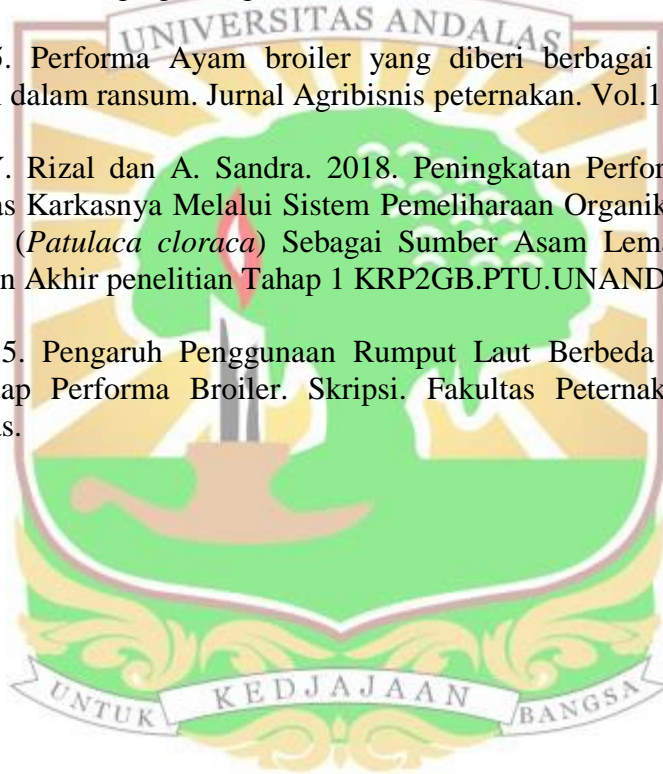 UNIVERSITAS ANDALAS
5. Performa Ayam broiler yang diberi berbagai
dalam ransum. Jurnal Agribisnis peternakan. Vol.1
Y. Rizal dan A. Sandra. 2018. Peningkatan Perfor
as Karkasnya Melalui Sistem Pemeliharaan Organik
(Patulaca cloraca) Sebagai Sumber Asam Lema
n Akhir penelitian Tahap 1 KRP2GB.PTU.UNAND
5. Pengaruh Penggunaan Rumput Laut Berbeda
ap Performa Broiler. Skripsi. Fakultas Peternak
as.
UNTUK KEDJAJAAN BANGSA